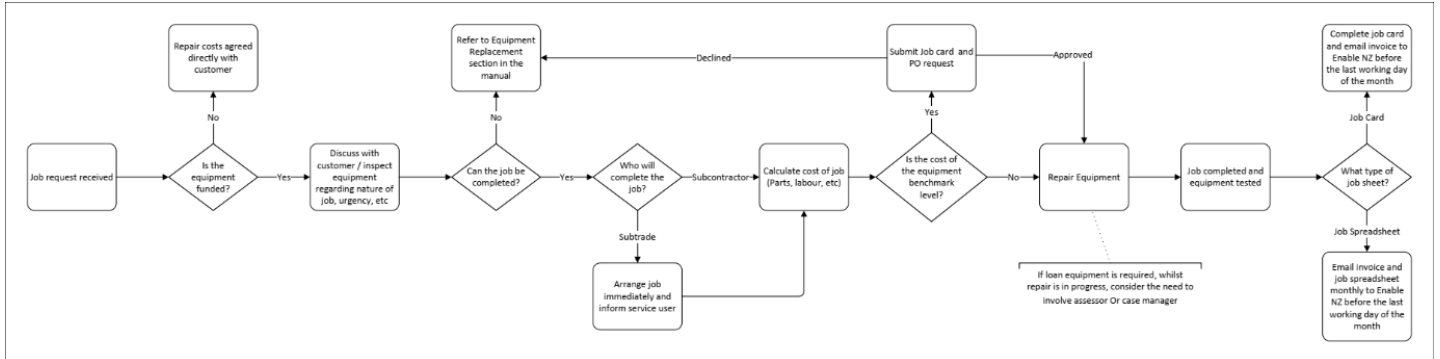 Repair costs agreed
directly with
customer
Refer to Equipment
Replacement
section in the
manual
Declined
Submit Job card and
PO request
Approved
Complete job card
and email invoice to
Enable NZ before
the last working day
of the month
No
No
Yes
Job Card
Job request received
Is the
equipment
funded?
Yes
Discuss with
customer / inspect
equipment
regarding nature of
job, urgency, etc
Can the job be
completed?
Yes
Who will
complete the
job?
Subcontractor
Calculate cost of job
(Parts, labour, etc)
Is the cost of
the equipment
benchmark
level?
No
Repair Equipment
Job completed and
equipment tested
What type of
job sheet?
Subtrade
Job Spreadsheet
Arrange job
immediately and
inform service user
If loan equipment is required, whilst
repair is in progress, consider the need to
involve assessor Or case manager
Email invoice and
job spreadsheet
monthly to Enable
NZ before the last
working day of the
month